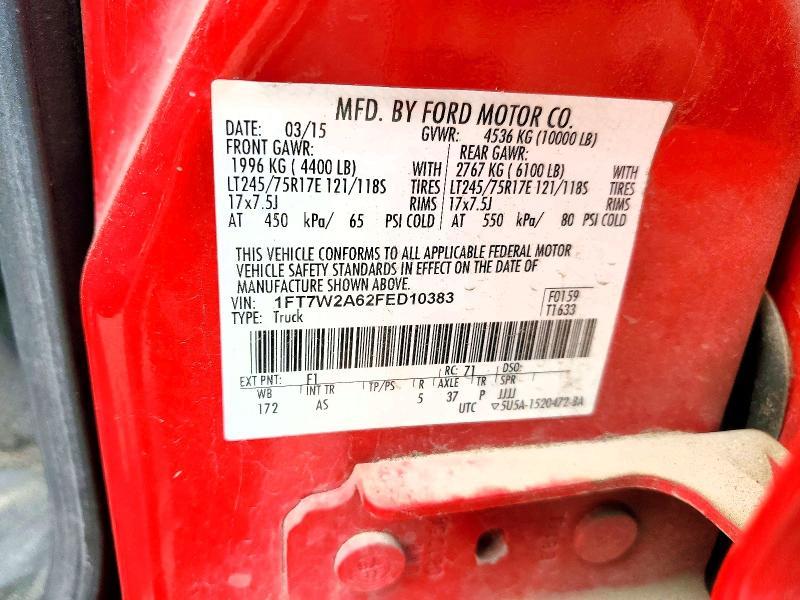 MFD. BY FORD MOTOR CO.
DATE: 03/15 GVWR: 4536 KG (10000 LB)
FRONT GAWR: REAR GAWR:
1996 KG ( 4400 LB) WITH 2767 KG ( 6100 LB) WITH
LT245/75R17E 121/118S TIRES LT245/75R17E 121/118S TIRES
17x7.5J RIMS 17x7.5J RIMS
AT 450 kPa/ 65 PSI COLD AT 550 kPa/ 80 PSI COLD
THIS VEHICLE CONFORMS TO ALL APPLICABLE FEDERAL MOTOR
VEHICLE SAFETY STANDARDS IN EFFECT ON THE DATE OF
MANUFACTURE SHOWN ABOVE.
VIN: 1FT7W2A62FED10383 F0159
TYPE: Truck T1633
EXT PNT: F1 RC: 71 DSO:
WB INT TR TP/PS R AXLE TR SPR
172 AS 5 37 P JJJJ
UTC ▽5U5A-1520472-BA